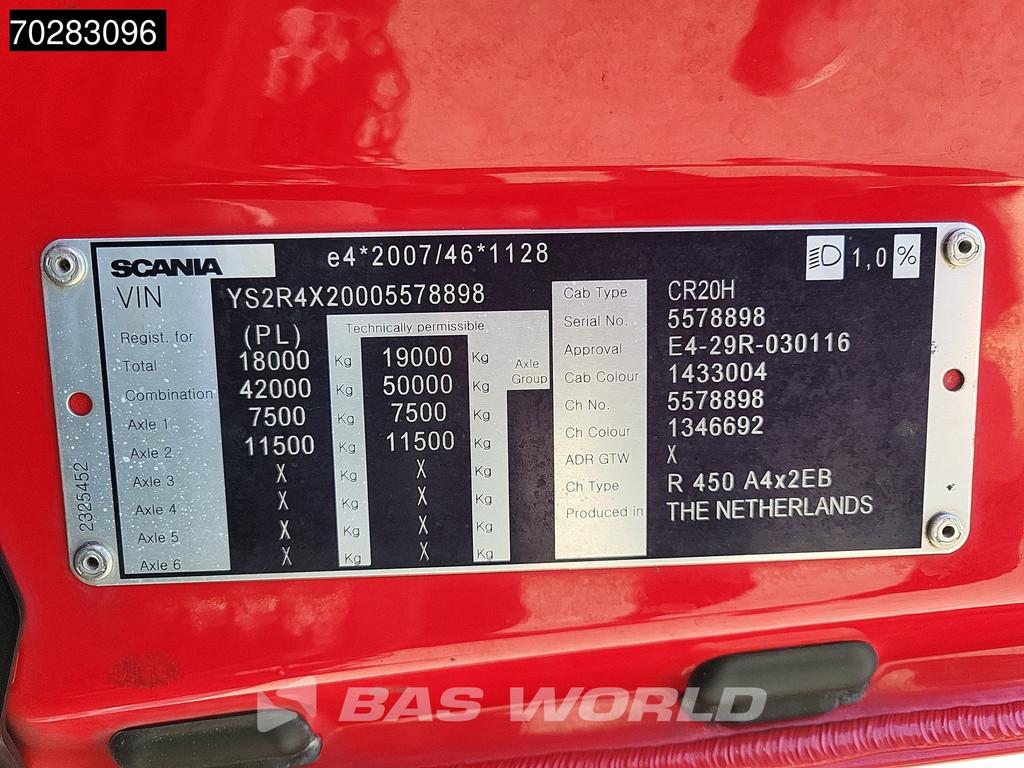 70283096
SCANIA e4*2007/46*1128 1,0 %
VIN YS2R4X20005578898
Regist. for (PL) Technically permissible
Total 18000 Kg 19000 Kg Axle Group
Combination 42000 Kg 50000 Kg
Axle 1 7500 Kg 7500 Kg
Axle 2 11500 Kg 11500 Kg
Axle 3 X Kg X Kg
Axle 4 X Kg X Kg
Axle 5 X Kg X Kg
Axle 6 X Kg X Kg
Cab Type CR20H
Serial No. 5578898
Approval E4-29R-030116
Cab Colour 1433004
Ch No. 5578898
Ch Colour 1346692
ADR GTW X
Ch Type R 450 A4x2EB
Produced in THE NETHERLANDS
2325452
BAS WORLD